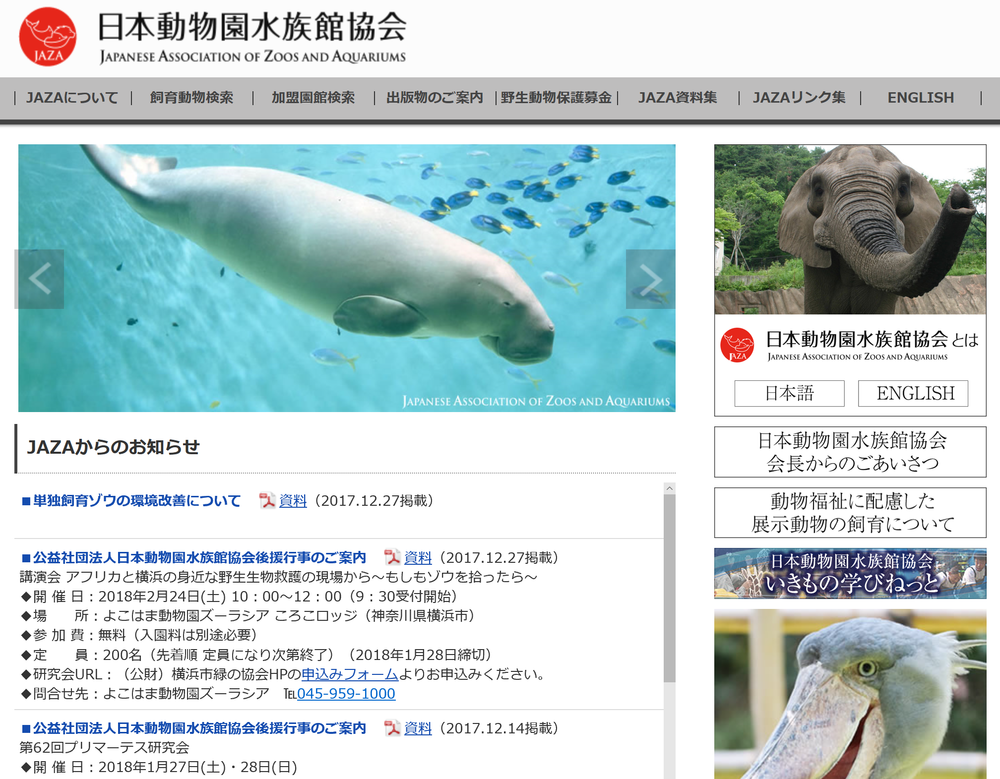 日本動物園水族館協会
JAPANESE ASSOCIATION OF ZOOS AND AQUARIUMS
JAZA
JAZAについて
飼育動物検索
加盟園館検索
出版物のご案内
野生動物保護募金
JAZA資料集
JAZAリンク集
ENGLISH
JAPANESE ASSOCIATION OF ZOOS AND AQUARIUMS
JAZAからのお知らせ
■単独飼育ゾウの環境改善について 資料（2017.12.27掲載）
■公益社団法人日本動物園水族館協会後援行事のご案内 資料（2017.12.27掲載）
講演会 アフリカと横浜の身近な野生生物救護の現場から～もしもゾウを拾ったら～
◆開 催 日：2018年2月24日(土) 10：00～12：00（9：30受付開始）
◆場　　所：よこはま動物園ズーラシア ころこロッジ（神奈川県横浜市）
◆参 加 費：無料（入園料は別途必要）
◆定　　員：200名（先着順 定員になり次第終了）（2018年1月28日締切）
◆研究会URL：（公財）横浜市緑の協会HPの申込みフォームよりお申込みください。
◆問合せ先：よこはま動物園ズーラシア　℡045-959-1000
■公益社団法人日本動物園水族館協会後援行事のご案内 資料（2017.12.14掲載）
第62回プリマーテス研究会
◆開 催 日：2018年1月27日(土)・28日(日)
日本動物園水族館協会とは
JAPANESE ASSOCIATION OF ZOOS AND AQUARIUMS
JAZA
日本語
ENGLISH
日本動物園水族館協会
会長からのごあいさつ
動物福祉に配慮した
展示動物の飼育について
日本動物園水族館協会
いきもの学びねっと